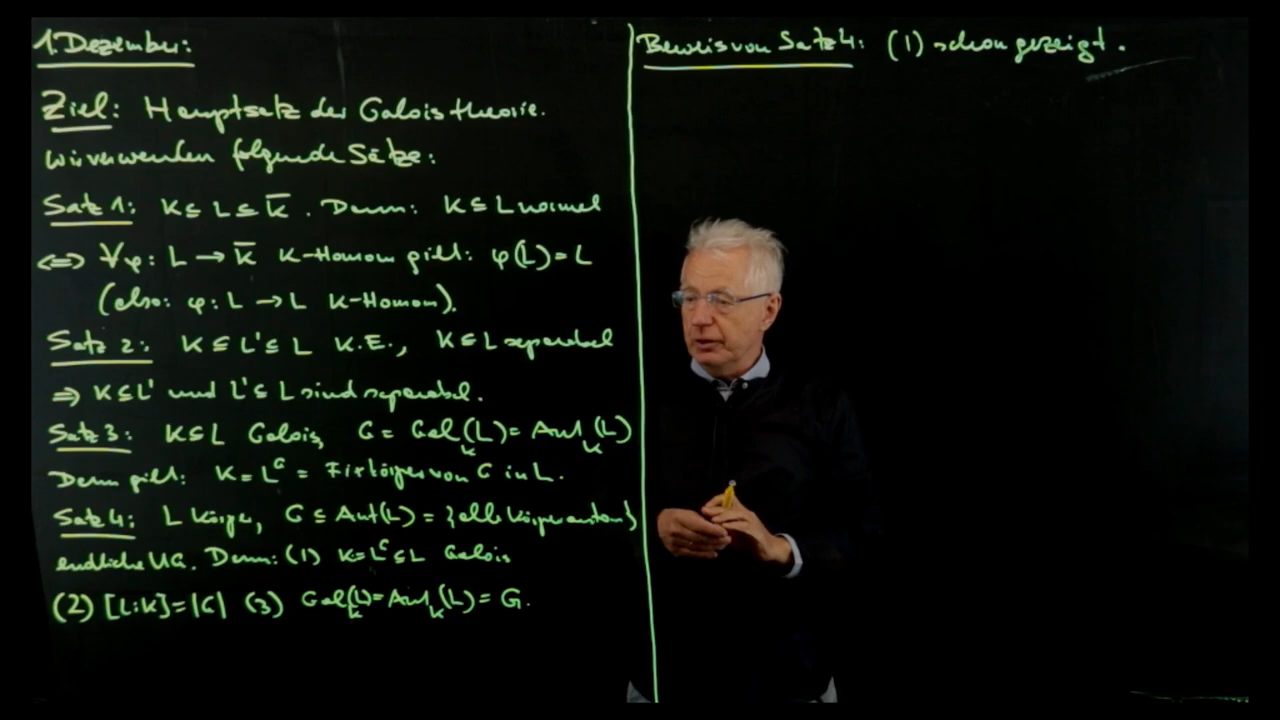 1. Dezember:
Ziel: Hauptsatz der Galoistheorie.
Wir verwenden folgende Sätze:
Satz 1: K ⊆ L ⊆ K̅ . Dann: K ⊆ L normal
⟺ ∀φ: L → K̅ K-Homom gilt: φ(L) = L
(also: φ: L → L K-Homom).
Satz 2: K ⊆ L' ⊆ L K.E., K ⊆ L separabel
⇒ K ⊆ L' und L' ⊆ L sind separabel.
Satz 3: K ⊆ L Galois, G = Gal_K(L) = Aut_K(L)
Dann gilt: K = L^G = Fixkörper von G in L.
Satz 4: L Körper, G ⊆ Aut(L) = {alle Körperautom}
endliche UG. Dann: (1) K = L^G ⊆ L Galois
(2) [L:K] = |G| (3) Gal_K(L) = Aut_K(L) = G.
Beweis von Satz 4: (1) schon gezeigt.